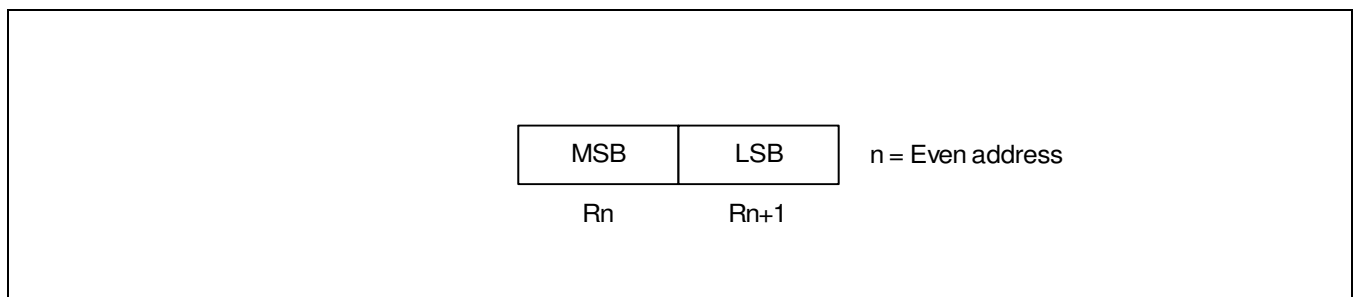 MSB LSB n = Even address
Rn Rn+1